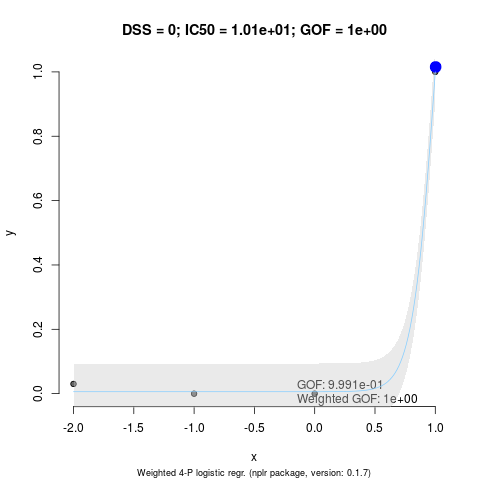 DSS = 0; IC50 = 1.01e+01; GOF = 1e+00
1.0
0.8
0.6
y
0.4
0.2
0.0
GOF: 9.991e-01
Weighted GOF: 1e+00
-2.0 -1.5 -1.0 -0.5 0.0 0.5 1.0
x
Weighted 4-P logistic regr. (nplr package, version: 0.1.7)